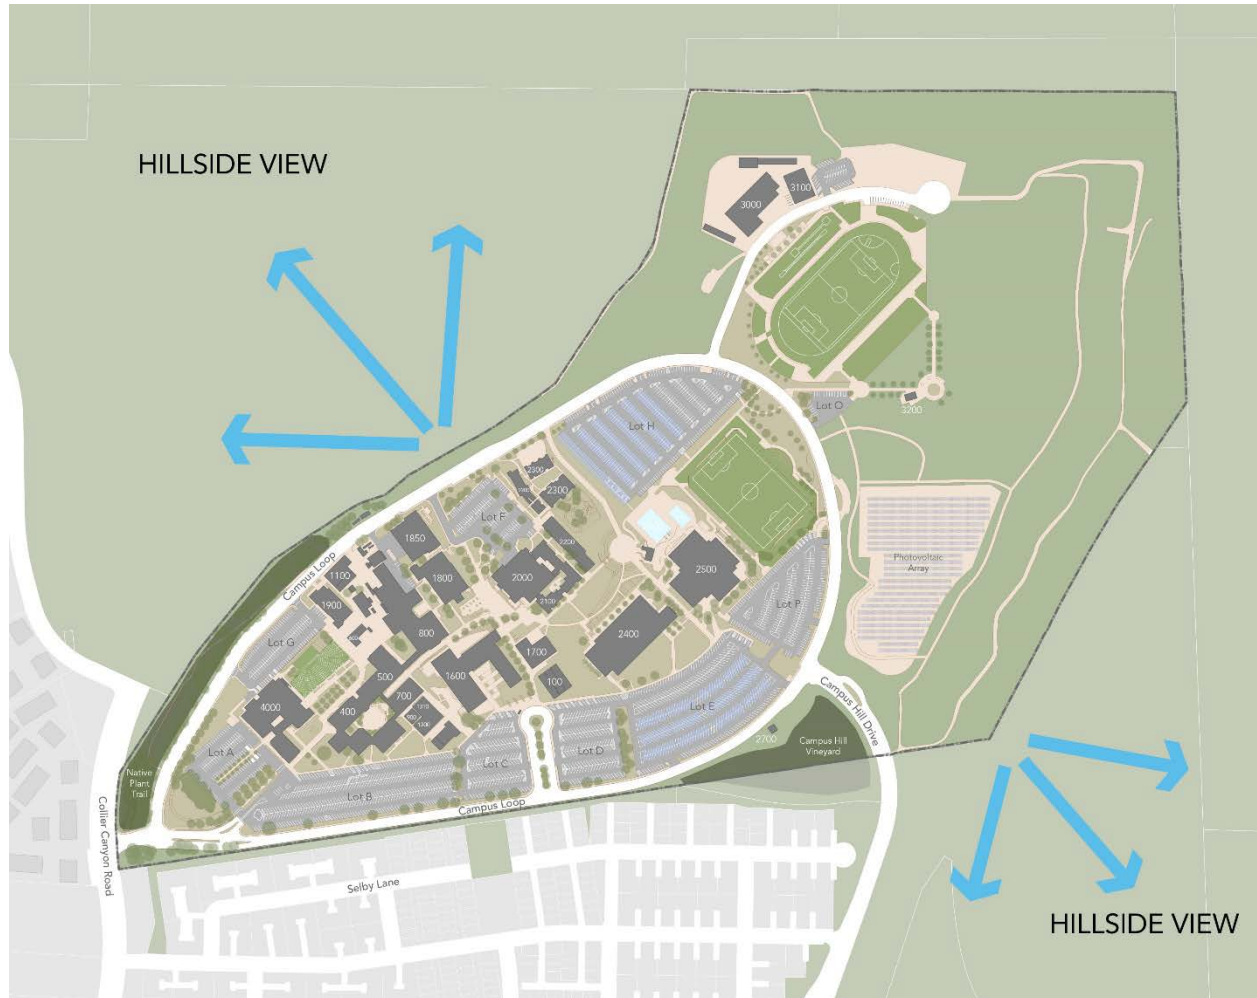 HILLSIDE VIEW
3100
3000
Lot O
3200
Lot H
2300
Lot F
1850
2200
Photovoltaic
Array
1100
1800
2000
2500
Campus Loop
1900
2100
Lot P
800
2400
Lot G
1700
500
1600
100
700
4000
400
Lot E
Campus Hill Drive
2700
Campus Hill
Vineyard
Lot A
Lot D
Lot C
Native
Plant
Trail
Lot B
Campus Loop
Collier Canyon Road
Selby Lane
HILLSIDE VIEW